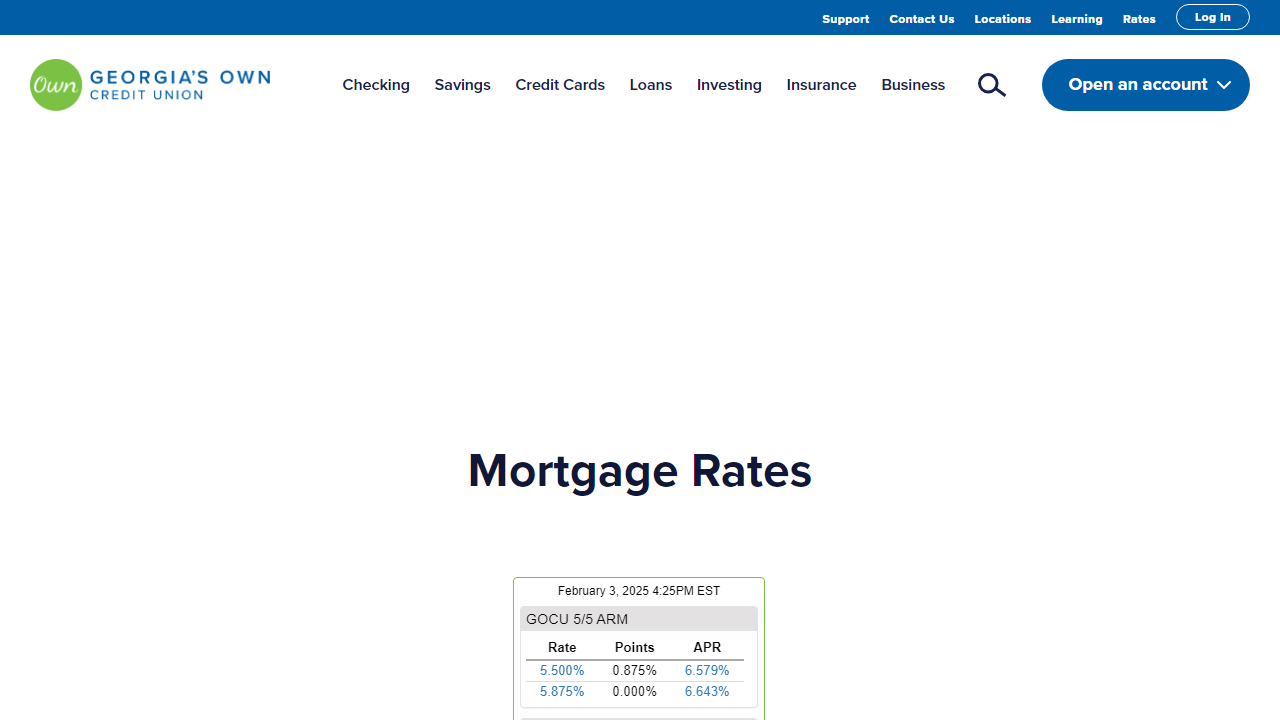 Support Contact Us Locations Learning Rates Log In
Own GEORGIA'S OWN
CREDIT UNION
Checking Savings Credit Cards Loans Investing Insurance Business
Open an account
Mortgage Rates
February 3, 2025 4:25PM EST
GOCU 5/5 ARM
Rate Points APR
5.500% 0.875% 6.579%
5.875% 0.000% 6.643%